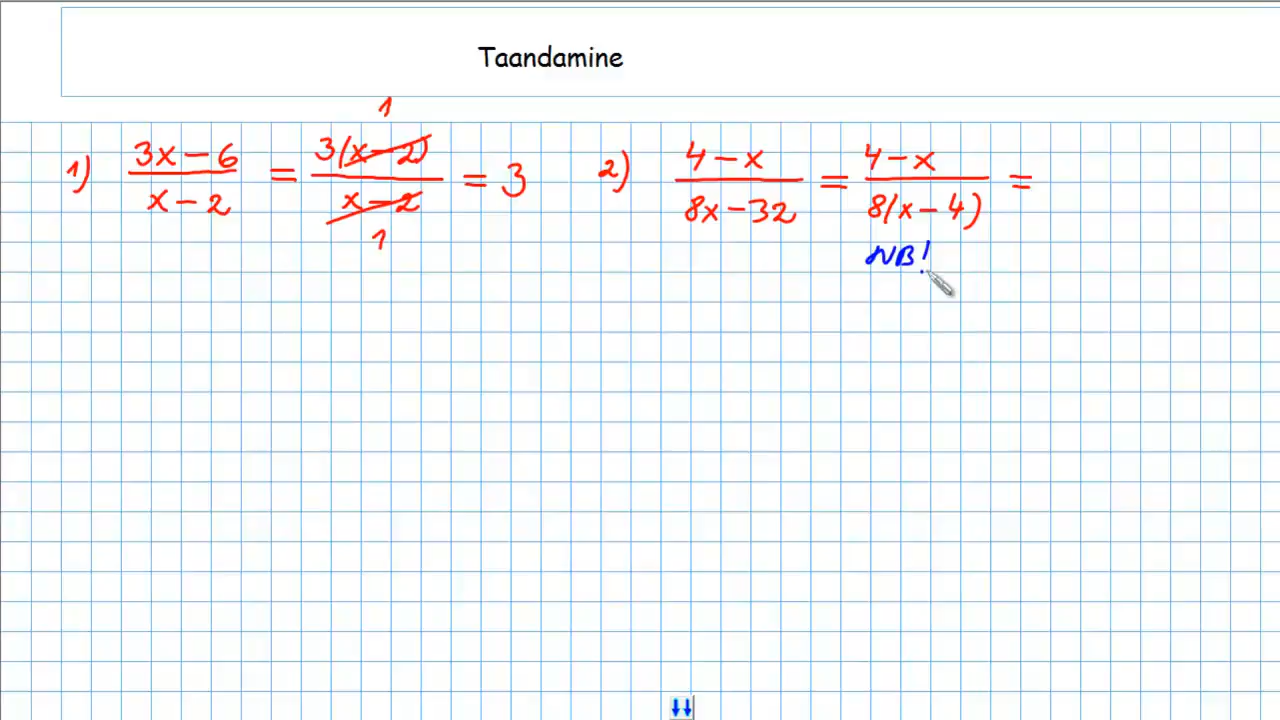 Taandamine
1) (3x - 6)/(x - 2) = 3(x - 2)/(x - 2) = 3
1
1
2) (4 - x)/(8x - 32) = (4 - x)/(8(x - 4)) =
NB!